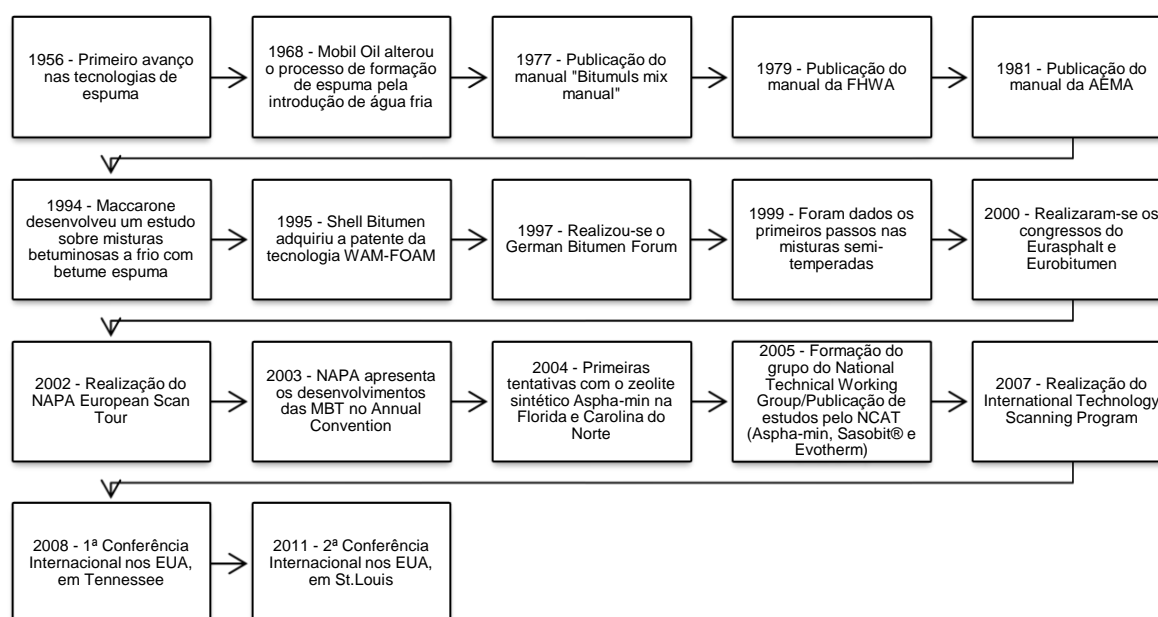 1956 - Primeiro avanço
nas tecnologias de
espuma
1968 - Mobil Oil alterou
o processo de formação
de espuma pela
introdução de água fria
1977 - Publicação do
manual "Bitumuls mix
manual"
1979 - Publicação do
manual da FHWA
1981 - Publicação do
manual da AEMA
1994 - Maccarone
desenvolveu um estudo
sobre misturas
betuminosas a frio com
betume espuma
1995 - Shell Bitumen
adquiriu a patente da
tecnologia WAM-FOAM
1997 - Realizou-se o
German Bitumen Forum
1999 - Foram dados os
primeiros passos nas
misturas semi-
temperadas
2000 - Realizaram-se os
congressos do
Eurasphalt e
Eurobitumen
2002 - Realização do
NAPA European Scan
Tour
2003 - NAPA apresenta
os desenvolvimentos
das MBT no Annual
Convention
2004 - Primeiras
tentativas com o zeolite
sintético Aspha-min na
Florida e Carolina do
Norte
2005 - Formação do
grupo do National
Technical Working
Group/Publicação de
estudos pelo NCAT
(Aspha-min, Sasobit® e
Evotherm)
2007 - Realização do
International Technology
Scanning Program
2008 - 1ª Conferência
Internacional nos EUA,
em Tennessee
2011 - 2ª Conferência
Internacional nos EUA,
em St.Louis